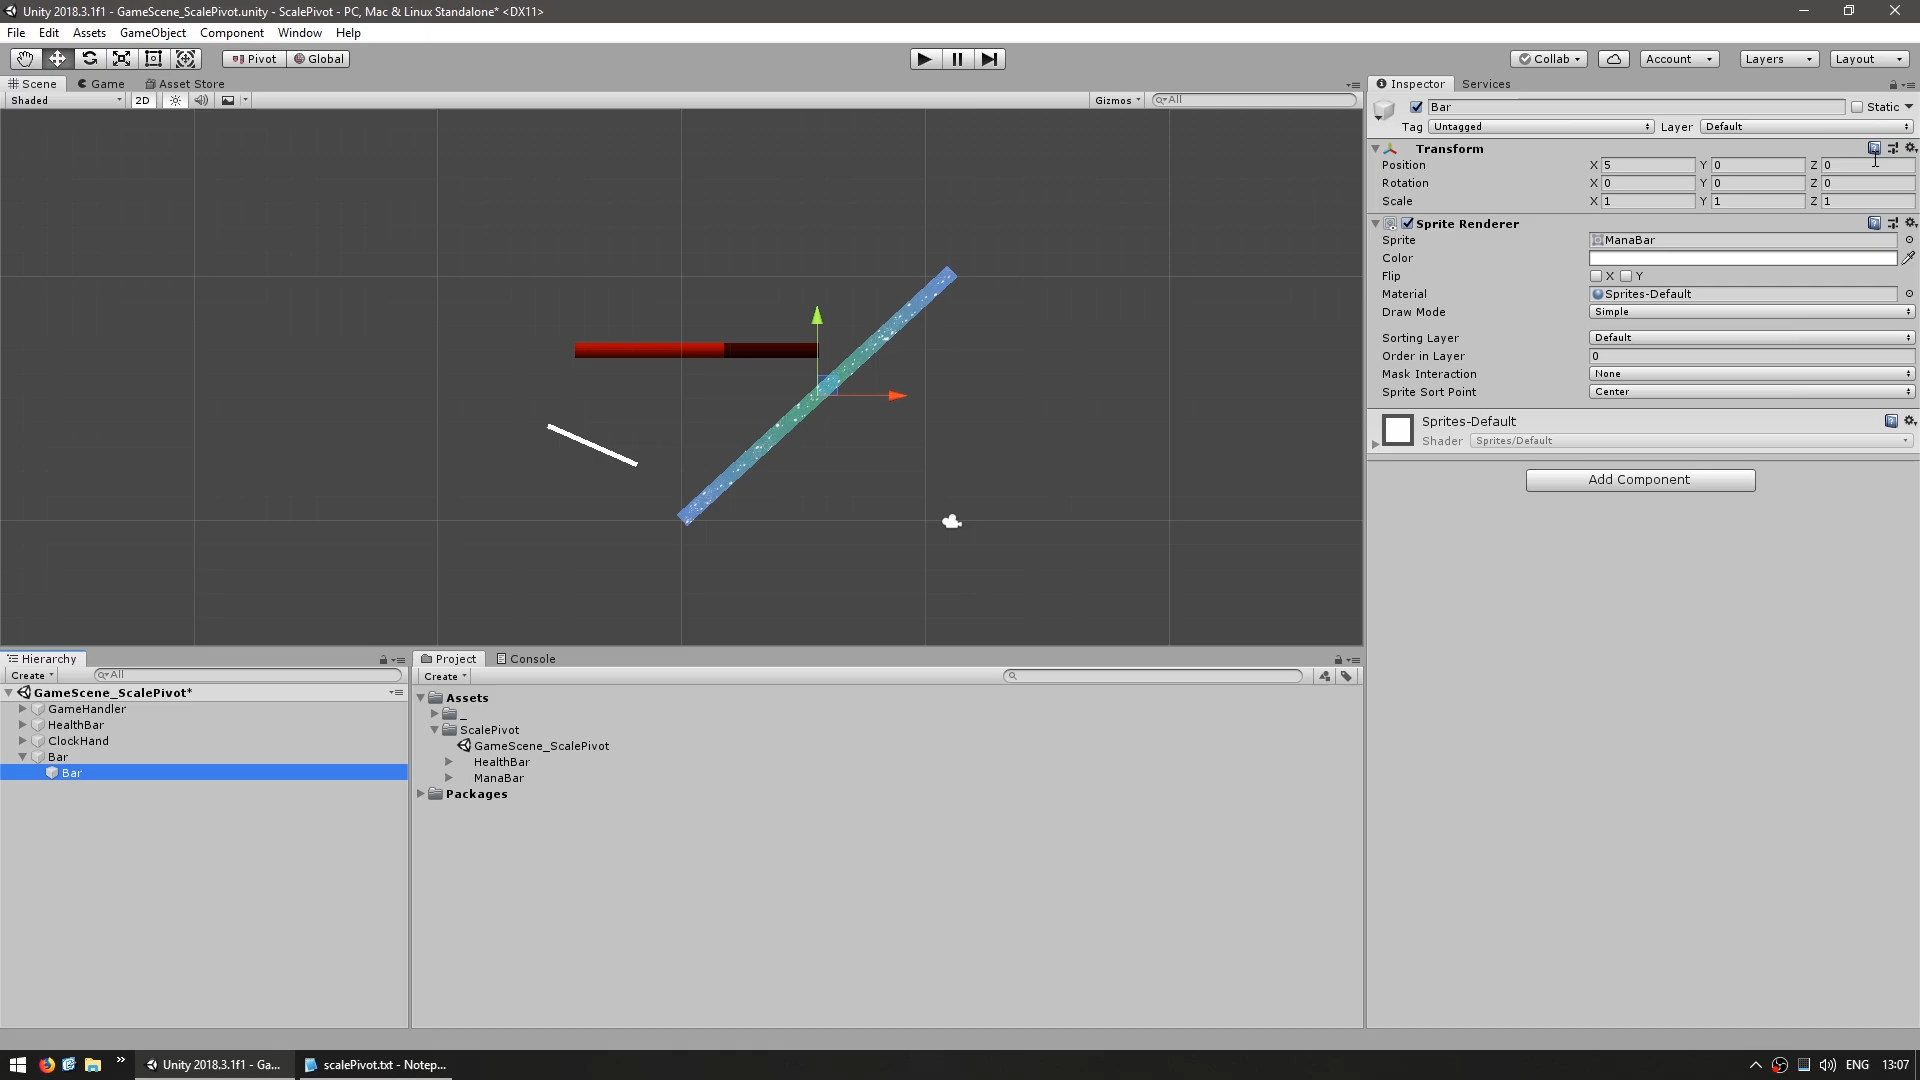 Unity 2018.3.1f1 - GameScene_ScalePivot.unity - ScalePivot - PC, Mac & Linux Standalone* <DX11>
File Edit Assets GameObject Component Window Help
Pivot Global Collab Account Layers Layout
Scene Game Asset Store
Shaded 2D Gizmos All
Inspector Services
Bar Static
Tag Untagged Layer Default
Transform
Position X 5 Y 0 Z 0
Rotation X 0 Y 0 Z 0
Scale X 1 Y 1 Z 1
Sprite Renderer
Sprite ManaBar
Color
Flip X Y
Material Sprites-Default
Draw Mode Simple
Sorting Layer Default
Order in Layer 0
Mask Interaction None
Sprite Sort Point Center
Sprites-Default
Shader Sprites/Default
Add Component
Hierarchy
Create All
GameScene_ScalePivot*
GameHandler
HealthBar
ClockHand
Bar
Bar
Project Console
Create
Assets
_
ScalePivot
GameScene_ScalePivot
HealthBar
ManaBar
Packages
Unity 2018.3.1f1 - Ga...
scalePivot.txt - Notep...
ENG 13:07